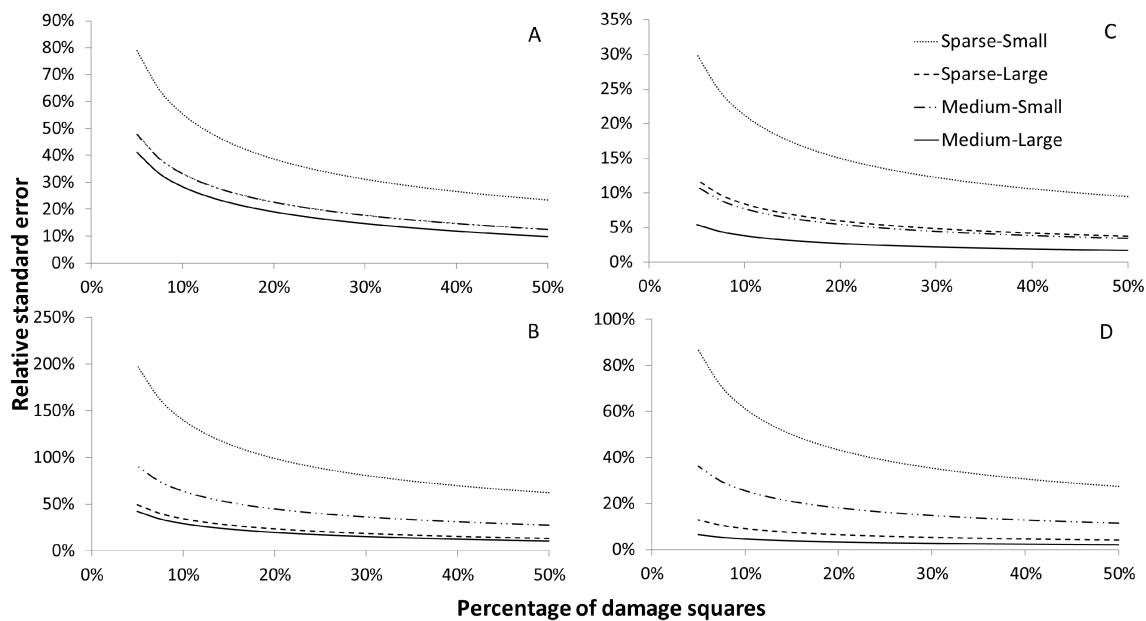 Relative standard error
90%
80%
70%
60%
50%
40%
30%
20%
10%
0%
A
0% 10% 20% 30% 40% 50%
35%
30%
25%
20%
15%
10%
5%
0%
C
Sparse-Small
Sparse-Large
Medium-Small
Medium-Large
0% 10% 20% 30% 40% 50%
250%
200%
150%
100%
50%
0%
B
0% 10% 20% 30% 40% 50%
100%
80%
60%
40%
20%
0%
D
0% 10% 20% 30% 40% 50%
Percentage of damage squares